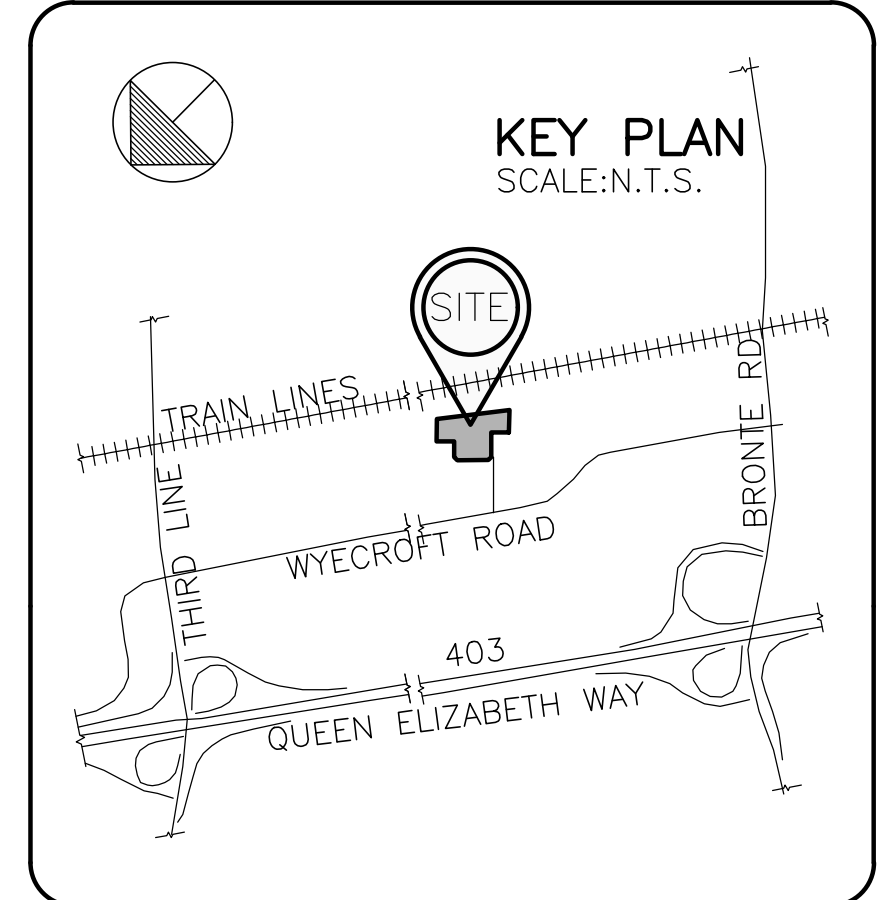 KEY PLAN
SCALE:N.T.S.
SITE
TRAIN LINES
BRONTE RD
THIRD LINE
WYECROFT ROAD
403
QUEEN ELIZABETH WAY